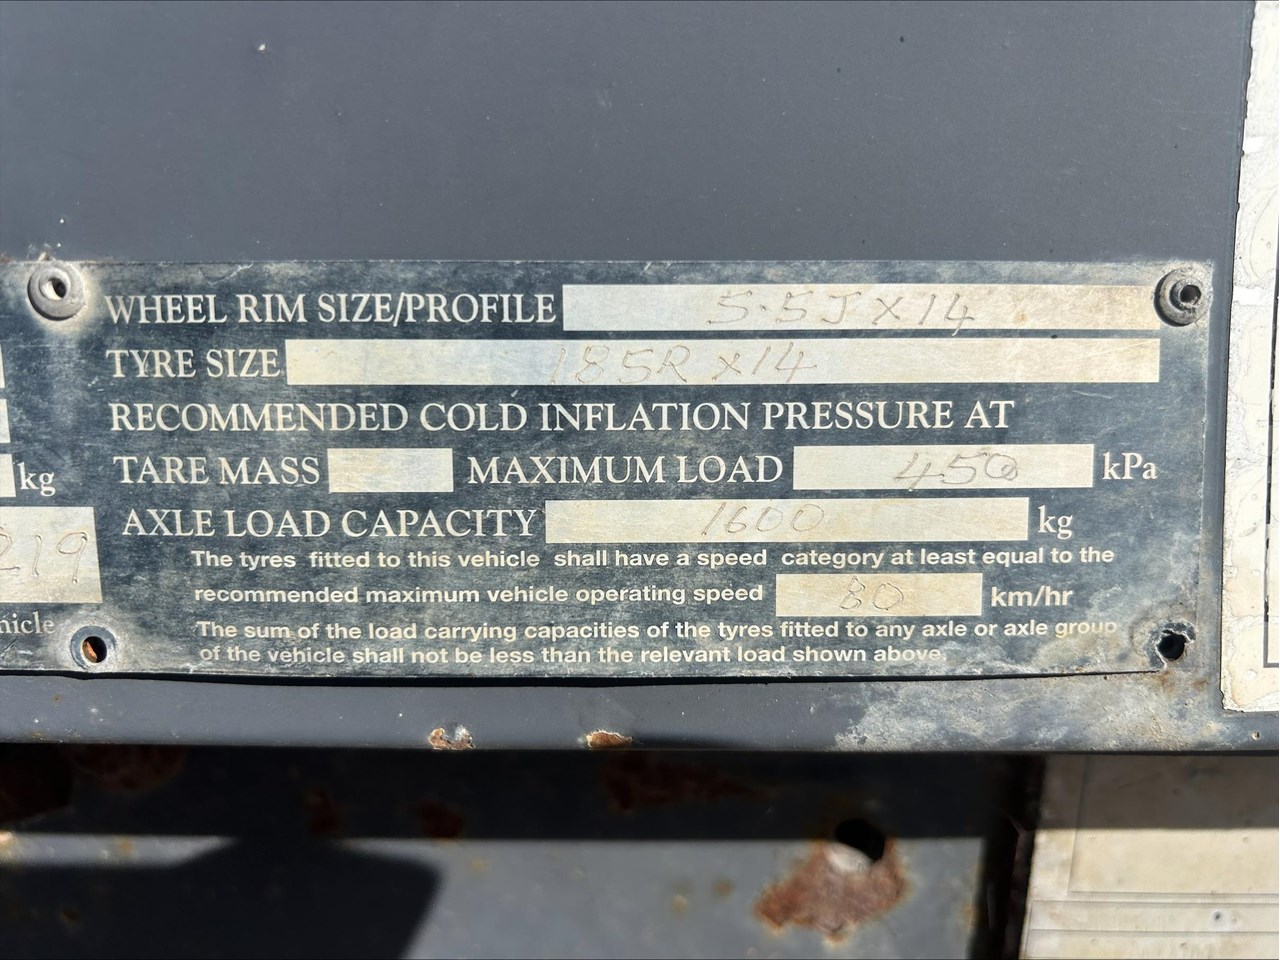 WHEEL RIM SIZE/PROFILE 5.5J X 14
TYRE SIZE 185R x 14
RECOMMENDED COLD INFLATION PRESSURE AT
TARE MASS MAXIMUM LOAD 450 kPa
kg
AXLE LOAD CAPACITY 1600 kg
219
The tyres fitted to this vehicle shall have a speed category at least equal to the
recommended maximum vehicle operating speed 80 km/hr
The sum of the load carrying capacities of the tyres fitted to any axle or axle group
of the vehicle shall not be less than the relevant load shown above.